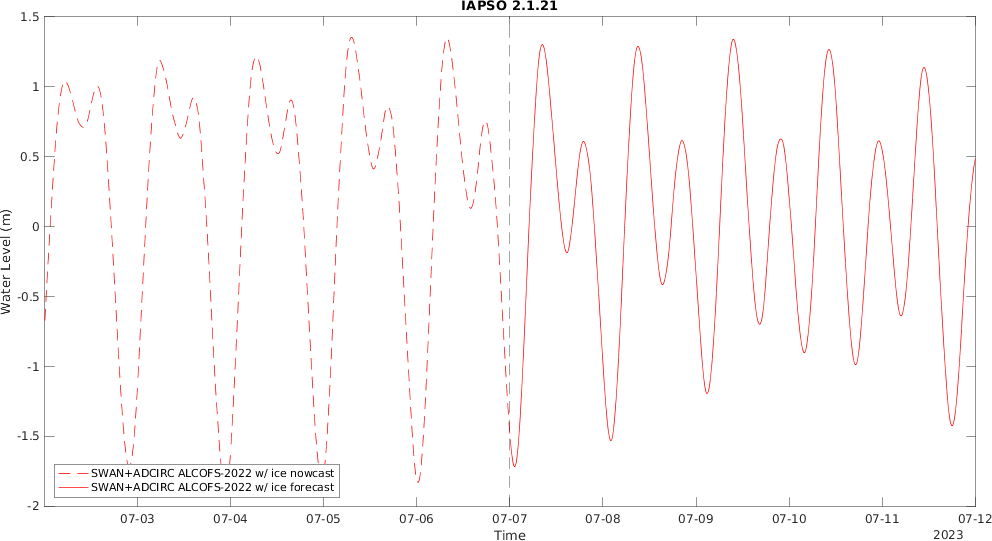 IAPSO 2.1.21
1.5
1
0.5
0
-0.5
-1
-1.5
-2
Water Level (m)
SWAN+ADCIRC ALCOFS-2022 w/ ice nowcast
SWAN+ADCIRC ALCOFS-2022 w/ ice forecast
07-03 07-04 07-05 07-06 07-07 07-08 07-09 07-10 07-11 07-12
Time
2023